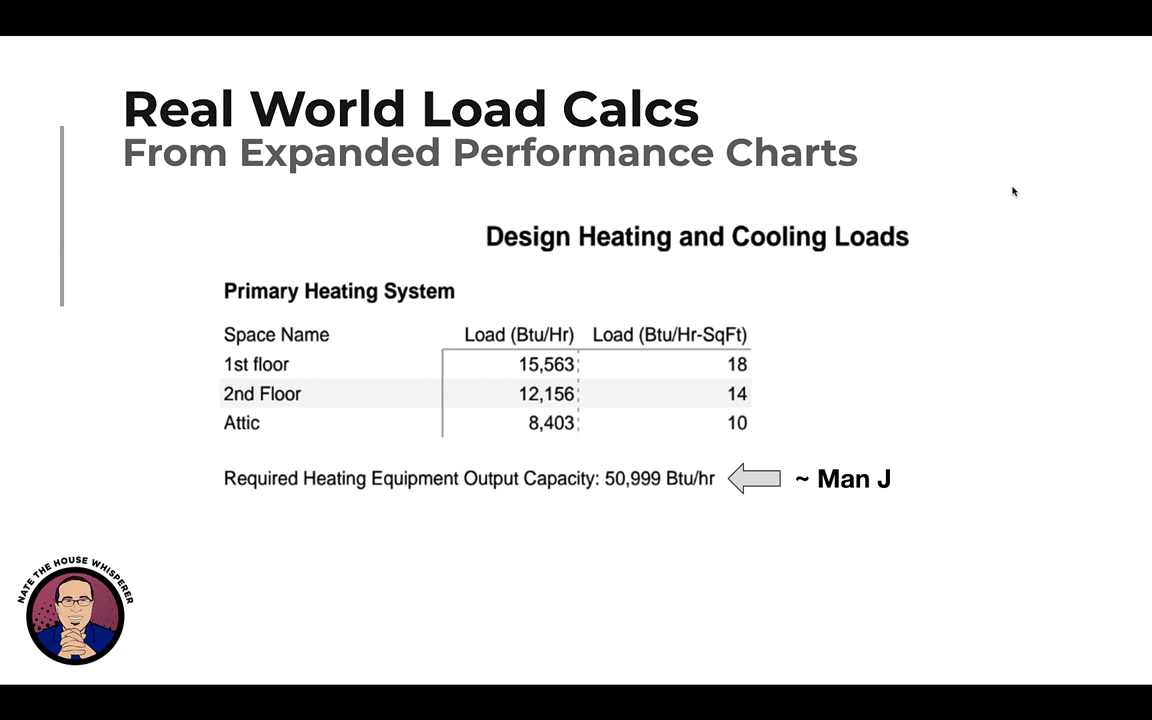 Real World Load Calcs
From Expanded Performance Charts
Design Heating and Cooling Loads
Primary Heating System
Space Name Load (Btu/Hr) Load (Btu/Hr-SqFt)
1st floor 15,563 18
2nd Floor 12,156 14
Attic 8,403 10
Required Heating Equipment Output Capacity: 50,999 Btu/hr ~ Man J
NATE THE HOUSE WHISPERER